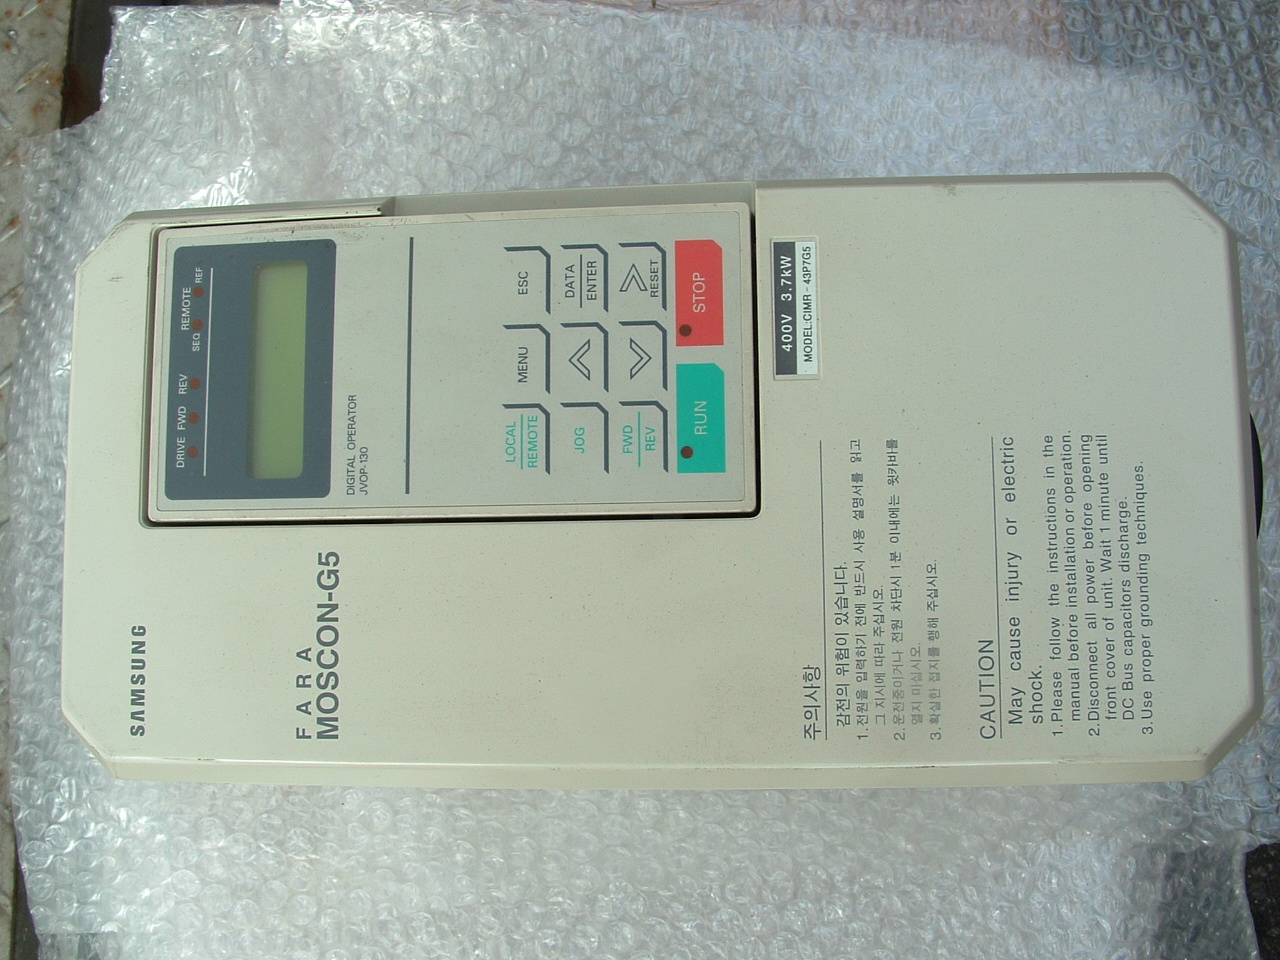 SAMSUNG
FARA
MOSCON-G5
DRIVE FWD REV REMOTE
SEQ REF
DIGITAL OPERATOR
JVOP-130
LOCAL
REMOTE
MENU
ESC
JOG
DATA
ENTER
FWD
REV
RESET
RUN
STOP
400V 3.7kW
MODEL:CIMR-43P7G5
주의사항
감전의 위험이 있습니다.
1. 전원을 입력하기 전에 반드시 사용 설명서를 읽고
그 지시에 따라 주십시오.
2. 운전중이거나 전원 차단시 1분 이내에는 윗카바를
열지 마십시오.
3. 확실한 접지를 행해 주십시오.
CAUTION
May cause injury or electric
shock.
1. Please follow the instructions in the
manual before installation or operation.
2. Disconnect all power before opening
front cover of unit. Wait 1 minute until
DC Bus capacitors discharge.
3. Use proper grounding techniques.